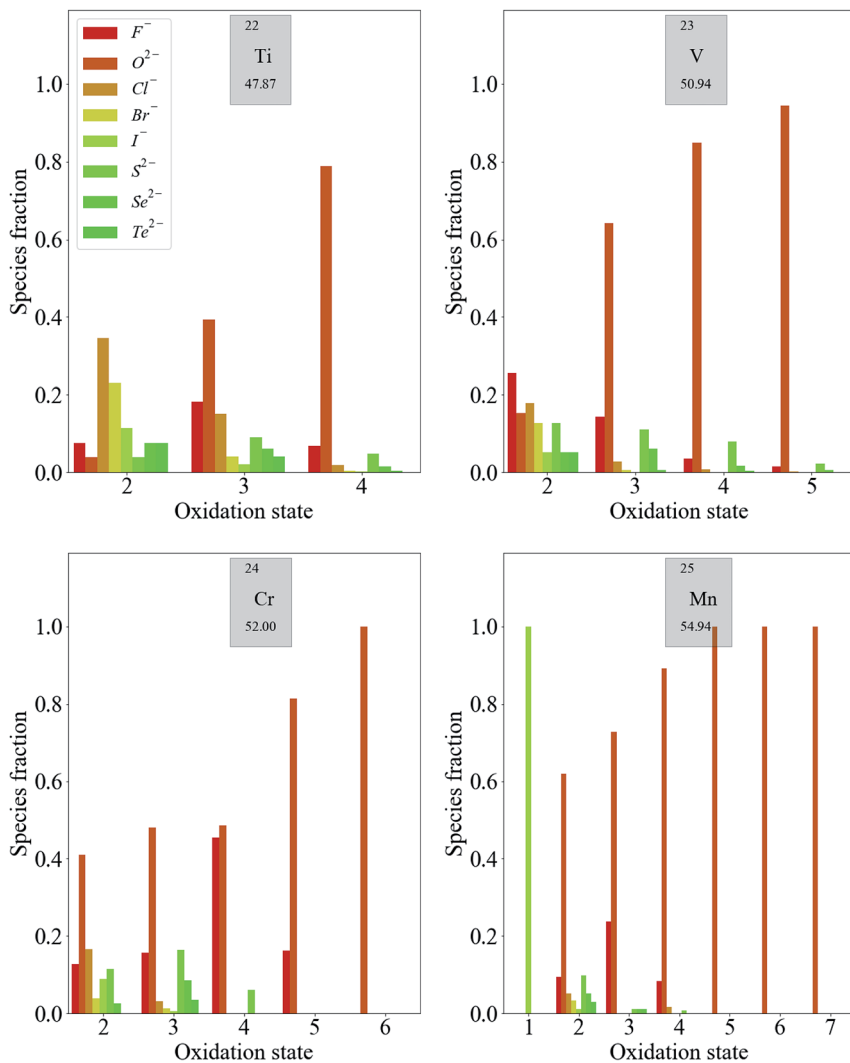 22
Ti
47.87
F⁻
O²⁻
Cl⁻
Br⁻
I⁻
S²⁻
Se²⁻
Te²⁻
1.0
0.8
0.6
0.4
0.2
0.0
Species fraction
2 3 4
Oxidation state
23
V
50.94
1.0
0.8
0.6
0.4
0.2
0.0
Species fraction
2 3 4 5
Oxidation state
24
Cr
52.00
1.0
0.8
0.6
0.4
0.2
0.0
Species fraction
2 3 4 5 6
Oxidation state
25
Mn
54.94
1.0
0.8
0.6
0.4
0.2
0.0
Species fraction
1 2 3 4 5 6 7
Oxidation state